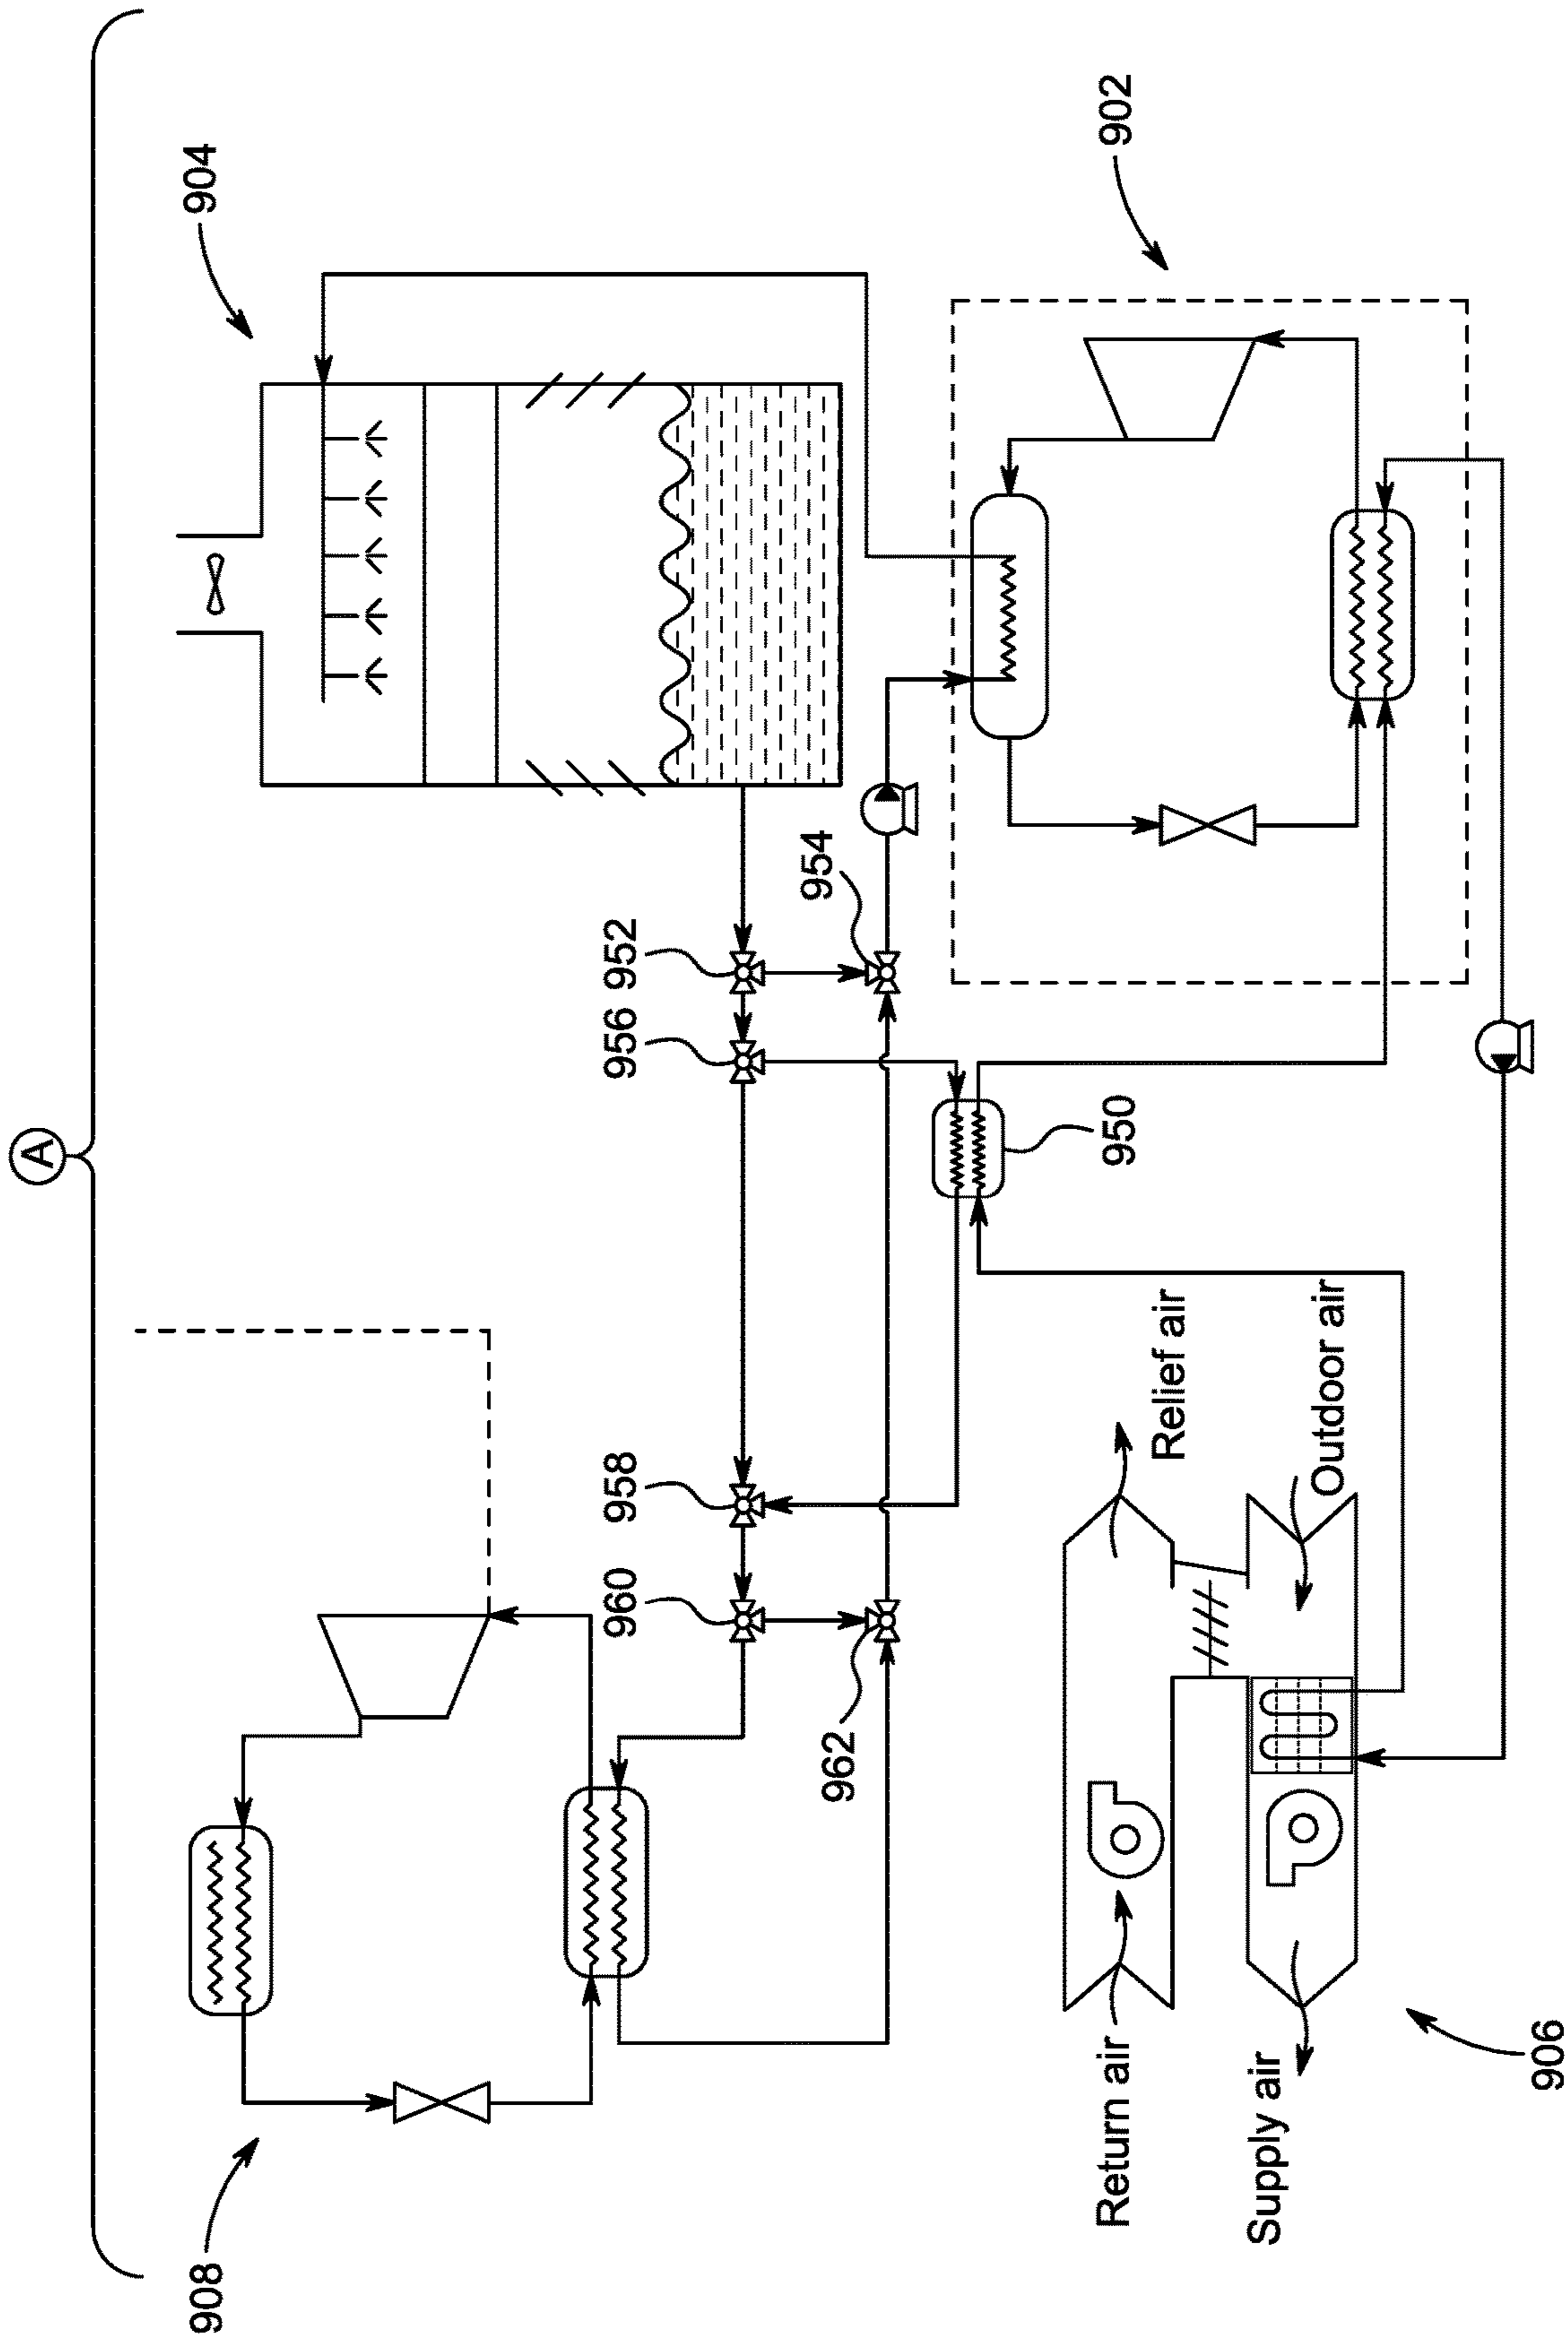 A
904
902
952
956
954
950
958
960
962
908
Relief air
Outdoor air
Return air
Supply air
906